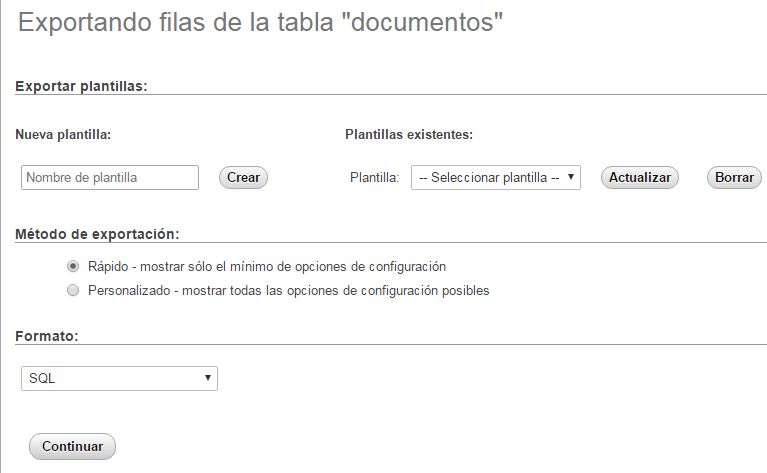 Exportando filas de la tabla "documentos"
Exportar plantillas:
Nueva plantilla: Plantillas existentes:
Nombre de plantilla Crear Plantilla: -- Seleccionar plantilla -- Actualizar Borrar
Método de exportación:
Rápido - mostrar sólo el mínimo de opciones de configuración
Personalizado - mostrar todas las opciones de configuración posibles
Formato:
SQL
Continuar